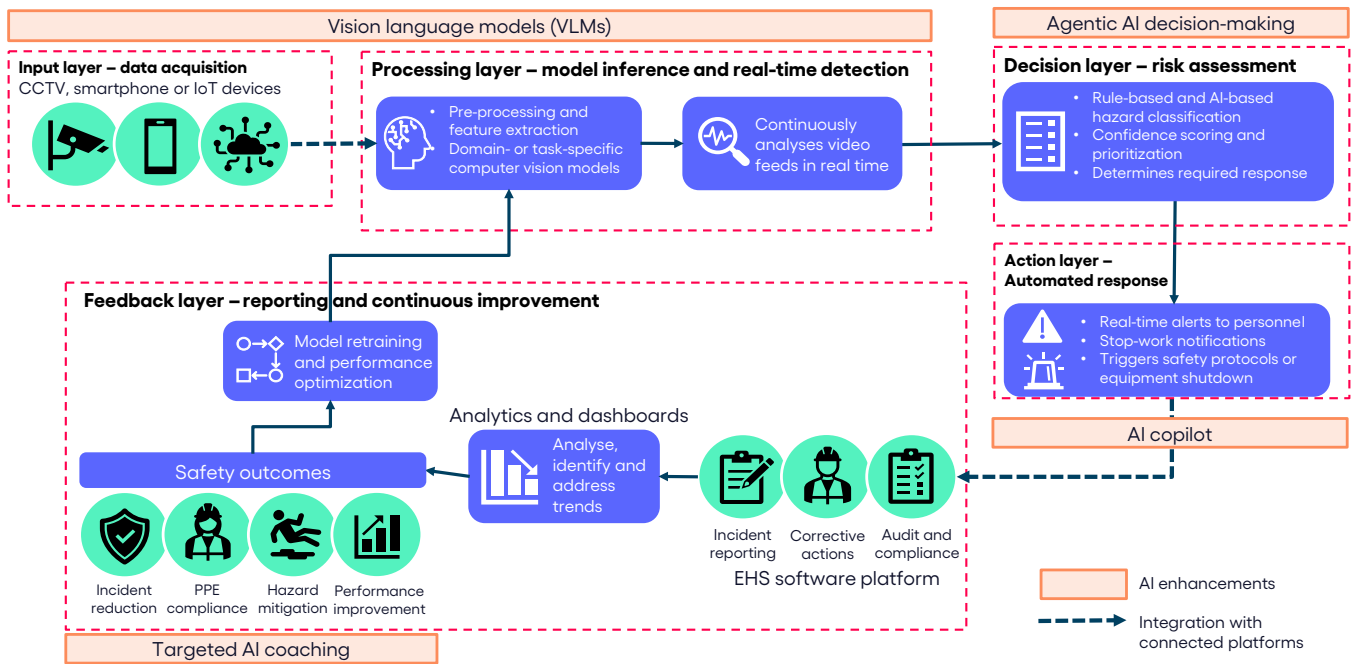 Vision language models (VLMs)
Agentic AI decision-making
Input layer – data acquisition
CCTV, smartphone or IoT devices
Processing layer – model inference and real-time detection
• Pre-processing and
feature extraction
Domain- or task-specific
computer vision models
Continuously
analyses video
feeds in real time
Decision layer – risk assessment
• Rule-based and AI-based
hazard classification
• Confidence scoring and
prioritization
• Determines required response
Action layer –
Automated response
• Real-time alerts to personnel
• Stop-work notifications
• Triggers safety protocols or
equipment shutdown
AI copilot
Feedback layer – reporting and continuous improvement
Model retraining
and performance
optimization
Analytics and dashboards
Analyse,
identify and
address
trends
Safety outcomes
Incident
reduction
PPE
compliance
Hazard
mitigation
Performance
improvement
Incident
reporting
Corrective
actions
Audit and
compliance
EHS software platform
Targeted AI coaching
AI enhancements
Integration with
connected platforms